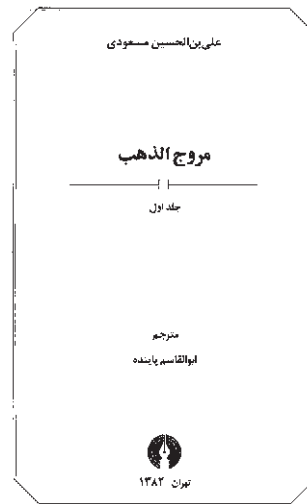 علی‌بن‌الحسین مسعودی
مروج الذهب
جلد اول
مترجم
ابوالقاسم پاینده
تهران ۱۳۸۲